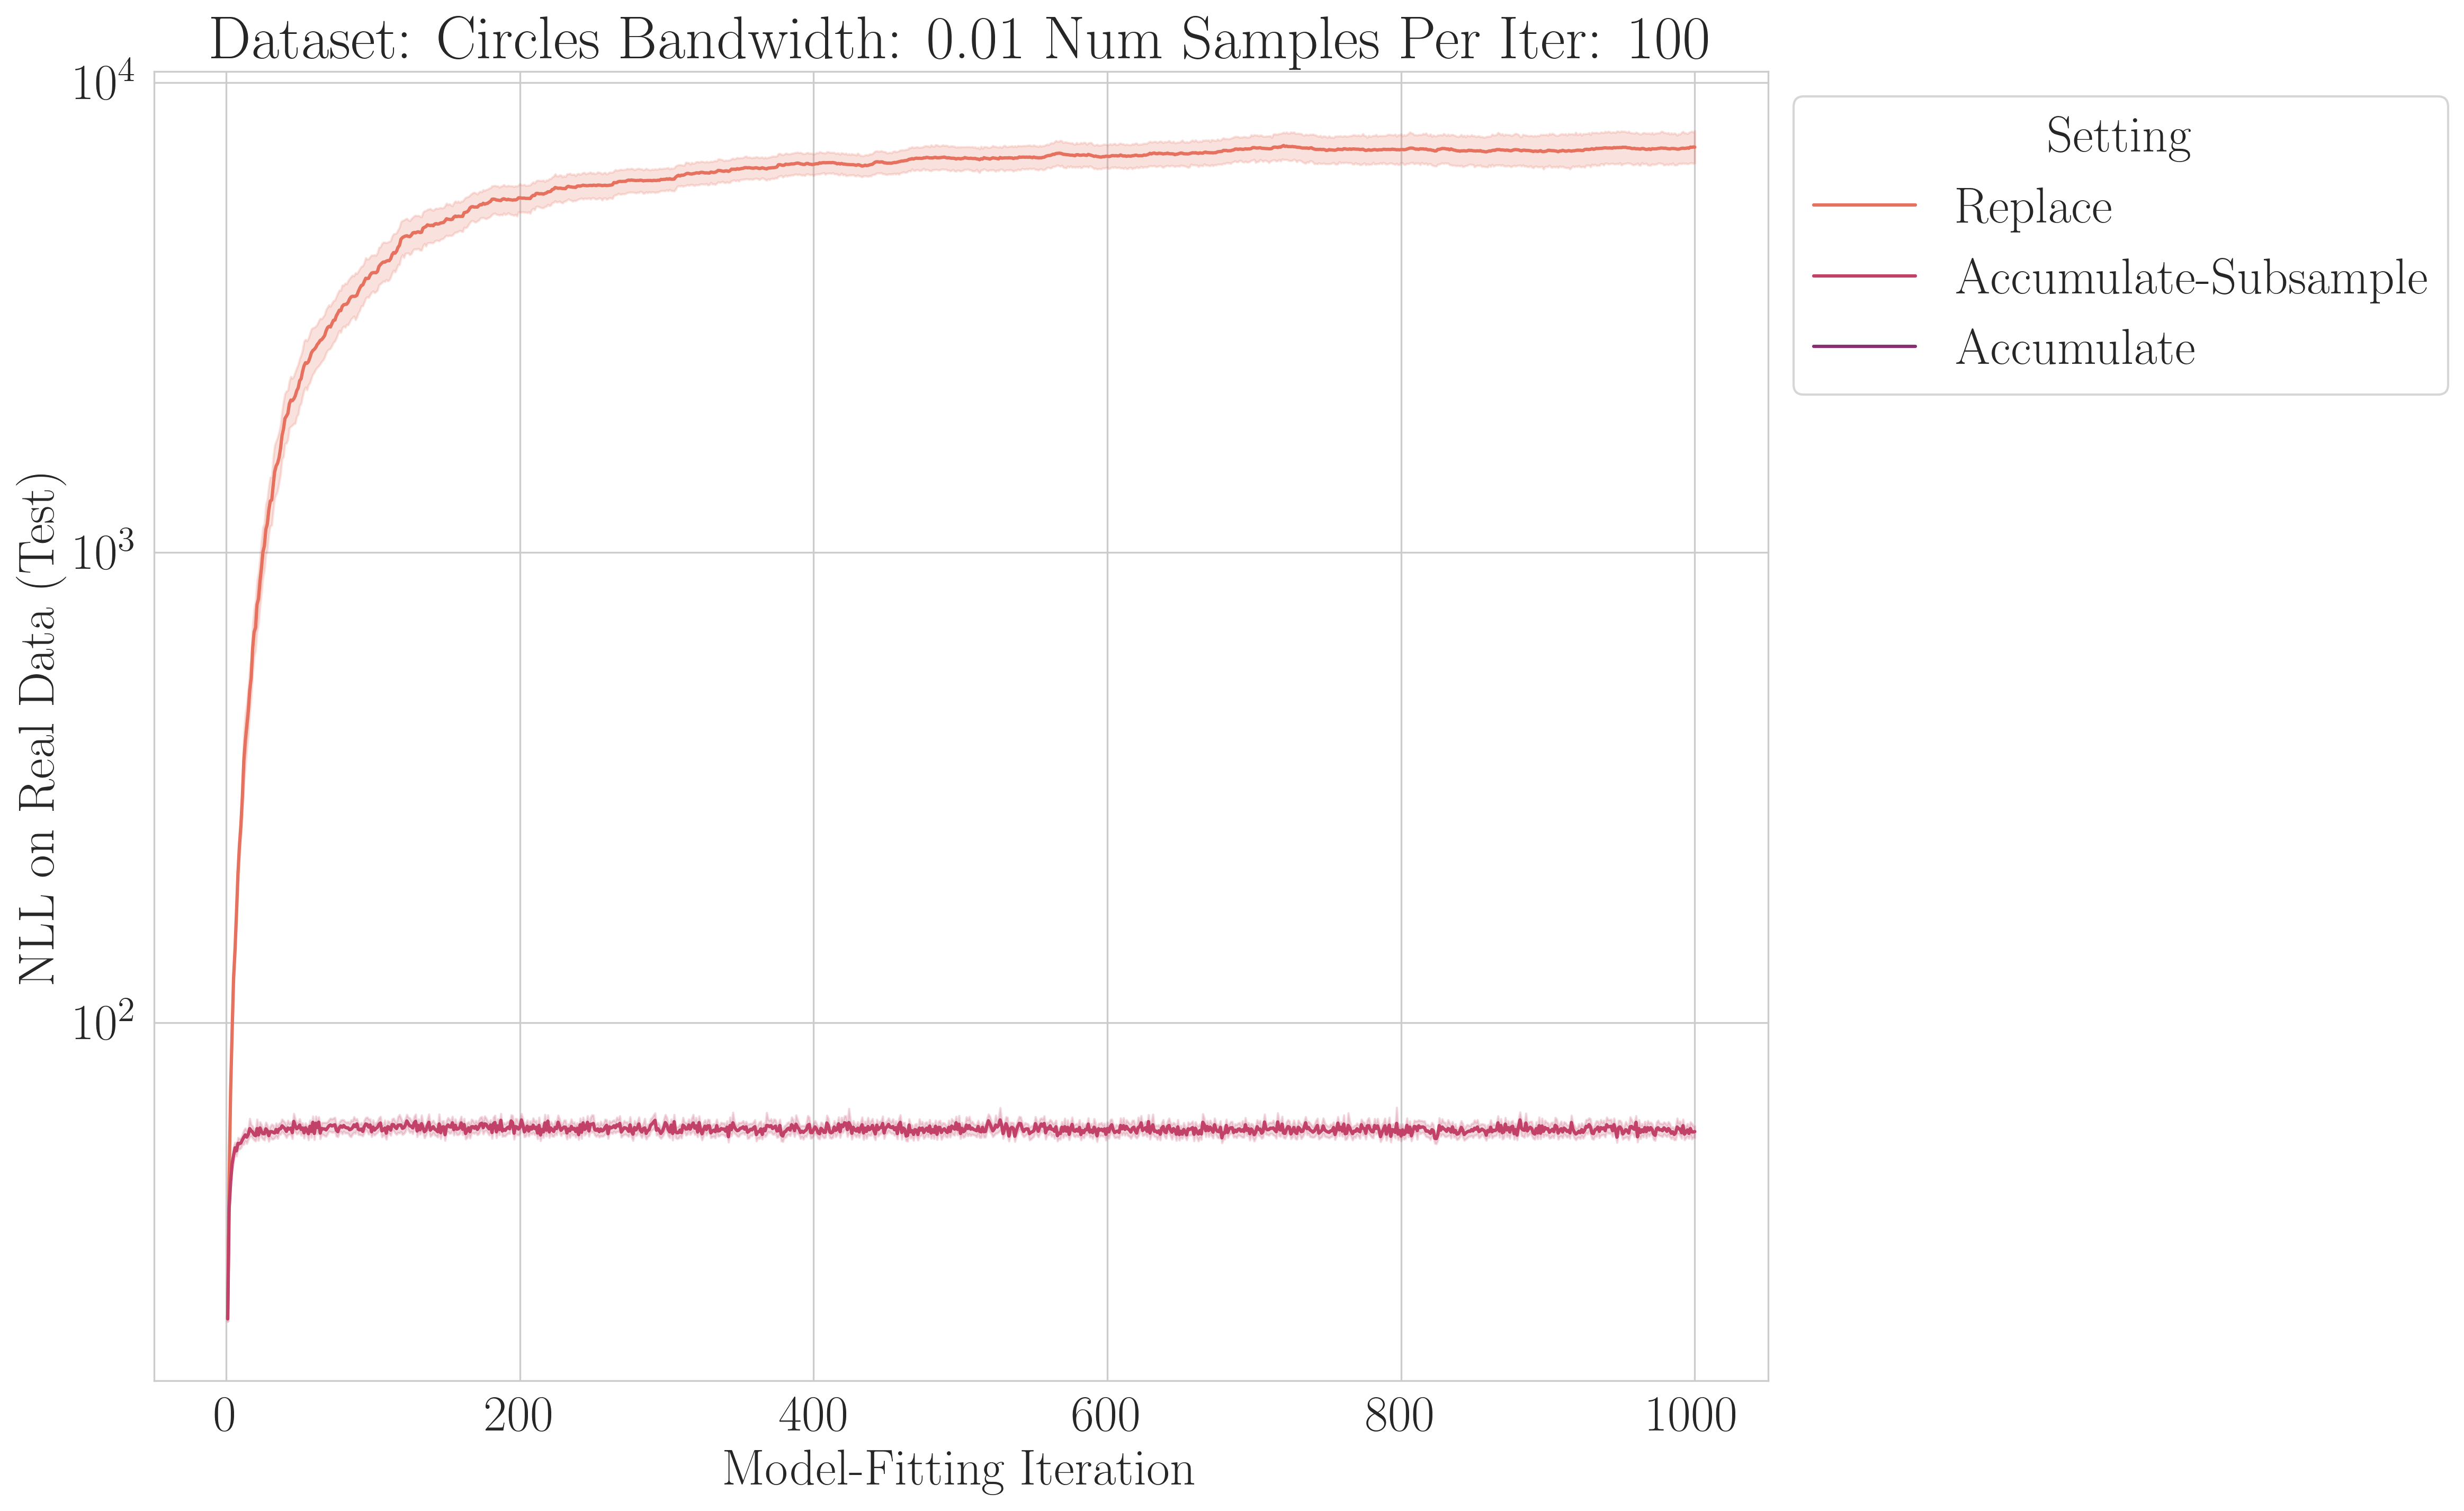 Dataset: Circles Bandwidth: 0.01 Num Samples Per Iter: 100
NLL on Real Data (Test)
10^4
10^3
10^2
0 200 400 600 800 1000
Model-Fitting Iteration
Setting
Replace
Accumulate-Subsample
Accumulate